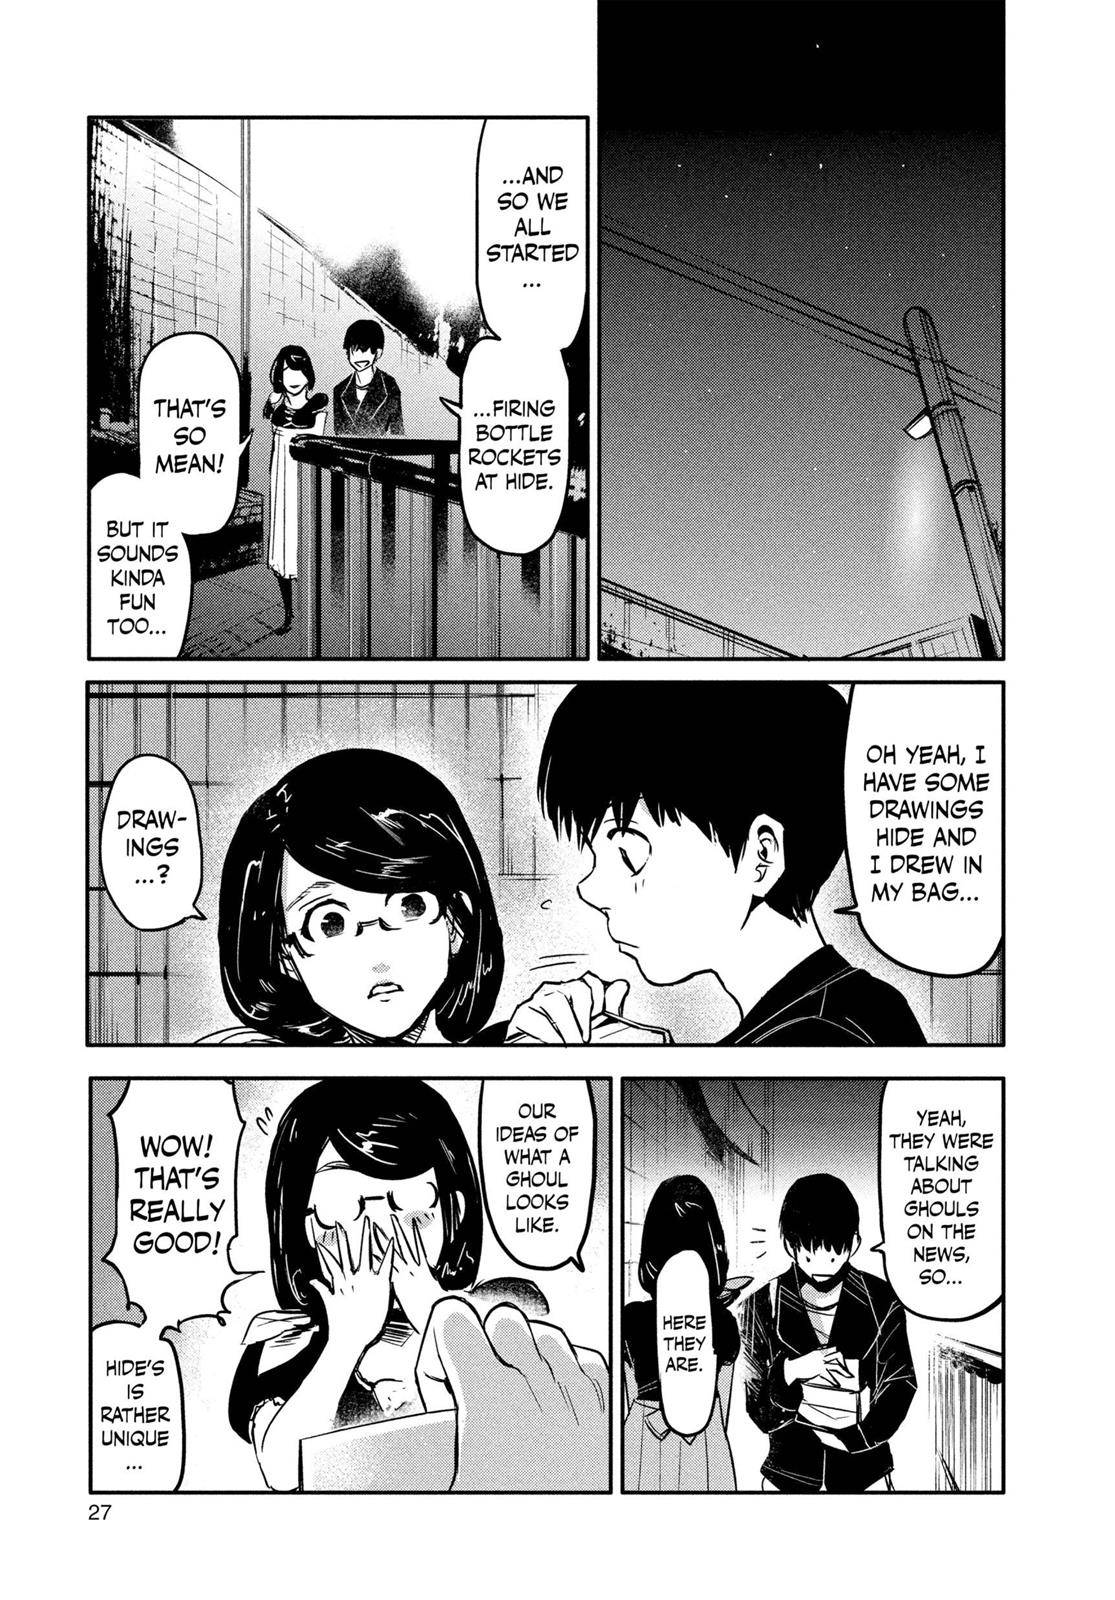 ...AND
SO WE
ALL
STARTED
...
...FIRING
BOTTLE
ROCKETS
AT HIDE.
THAT'S
SO
MEAN!
BUT IT
SOUNDS
KINDA
FUN
TOO...
OH YEAH, I
HAVE SOME
DRAWINGS
HIDE AND
I DREW IN
MY BAG...
DRAW-
INGS
...?
YEAH,
THEY WERE
TALKING
ABOUT
GHOULS
ON THE
NEWS,
SO...
HERE
THEY
ARE.
OUR
IDEAS OF
WHAT A
GHOUL
LOOKS
LIKE.
WOW!
THAT'S
REALLY
GOOD!
HIDE'S
IS
RATHER
UNIQUE
...
27